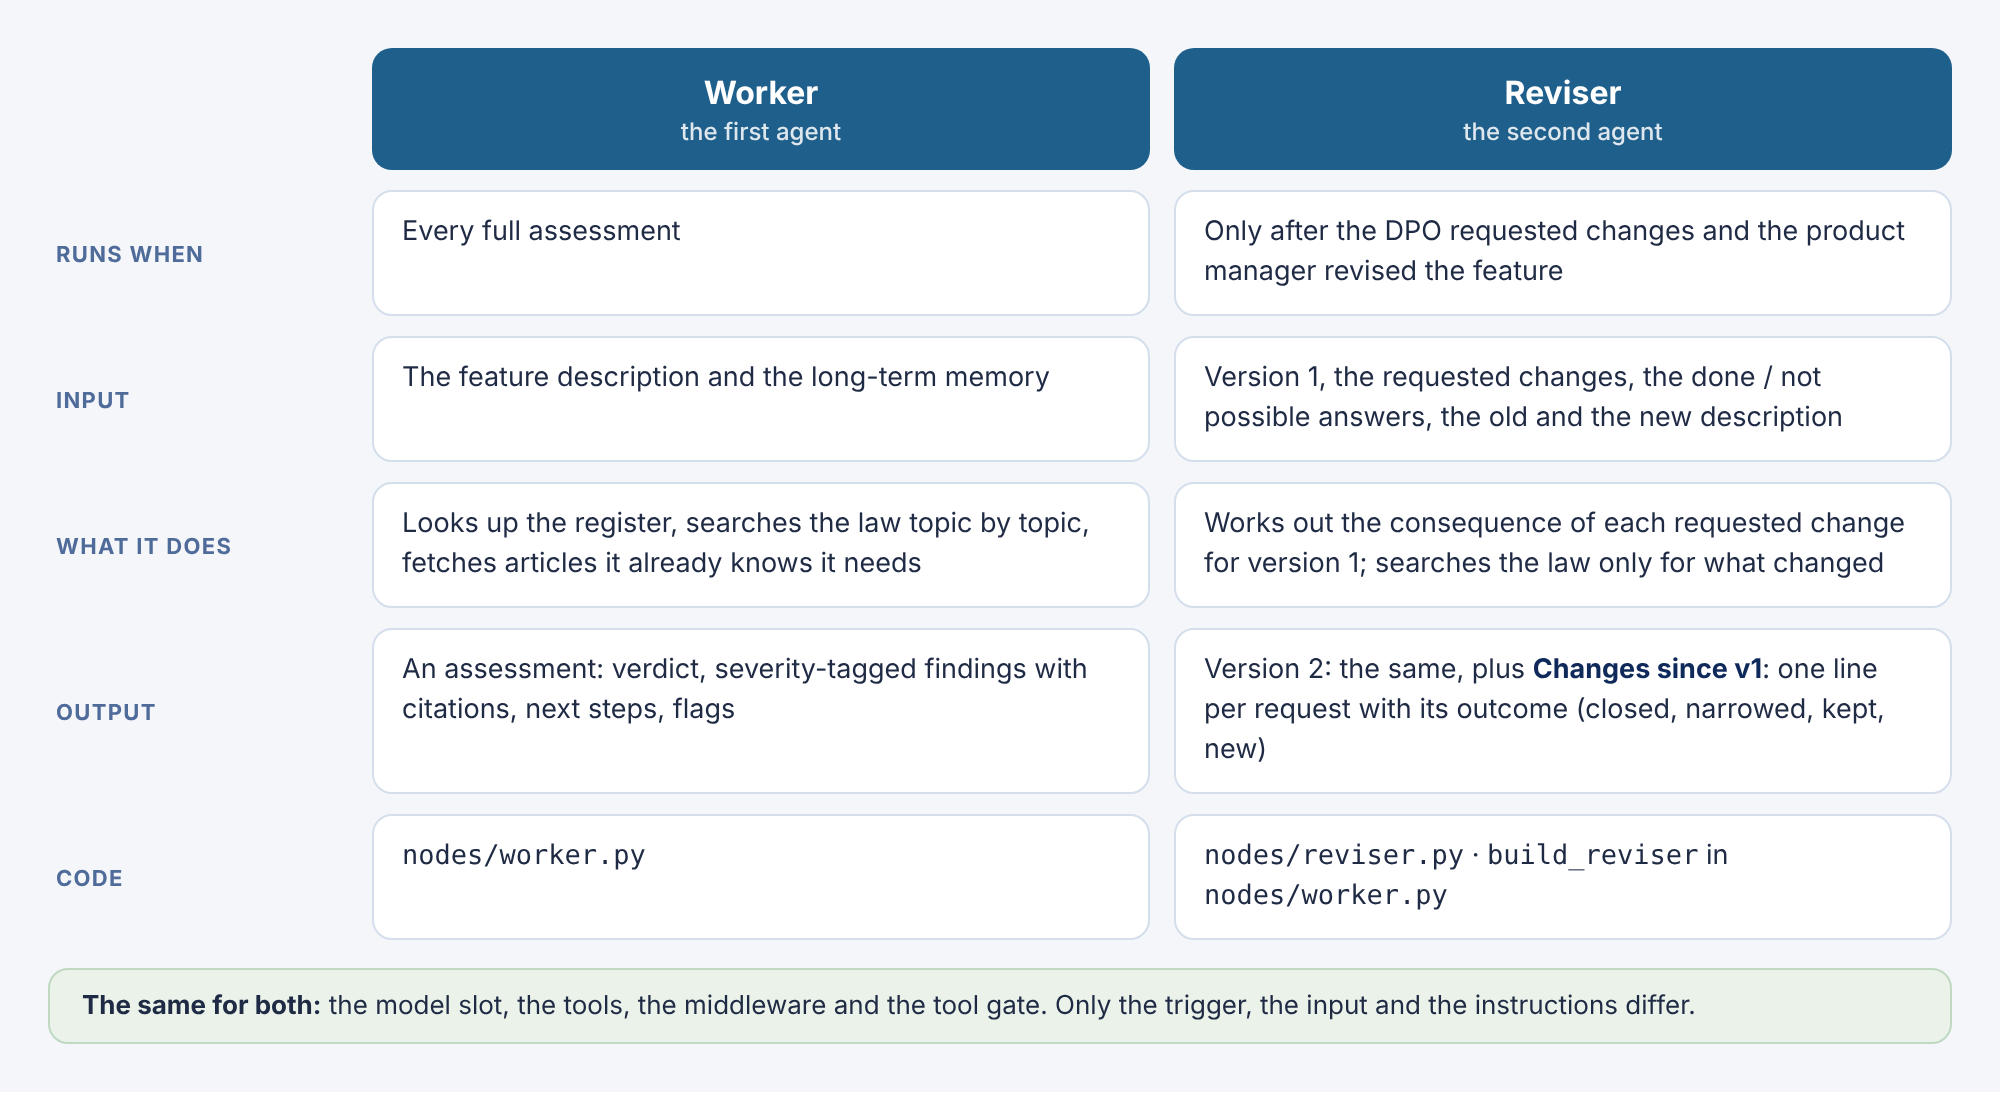 Worker
the first agent
Reviser
the second agent
RUNS WHEN
Every full assessment
Only after the DPO requested changes and the product
manager revised the feature
INPUT
The feature description and the long-term memory
Version 1, the requested changes, the done / not
possible answers, the old and the new description
WHAT IT DOES
Looks up the register, searches the law topic by topic,
fetches articles it already knows it needs
Works out the consequence of each requested change
for version 1; searches the law only for what changed
OUTPUT
An assessment: verdict, severity-tagged findings with
citations, next steps, flags
Version 2: the same, plus Changes since v1: one line
per request with its outcome (closed, narrowed, kept,
new)
CODE
nodes/worker.py
nodes/reviser.py · build_reviser in
nodes/worker.py
The same for both: the model slot, the tools, the middleware and the tool gate. Only the trigger, the input and the instructions differ.